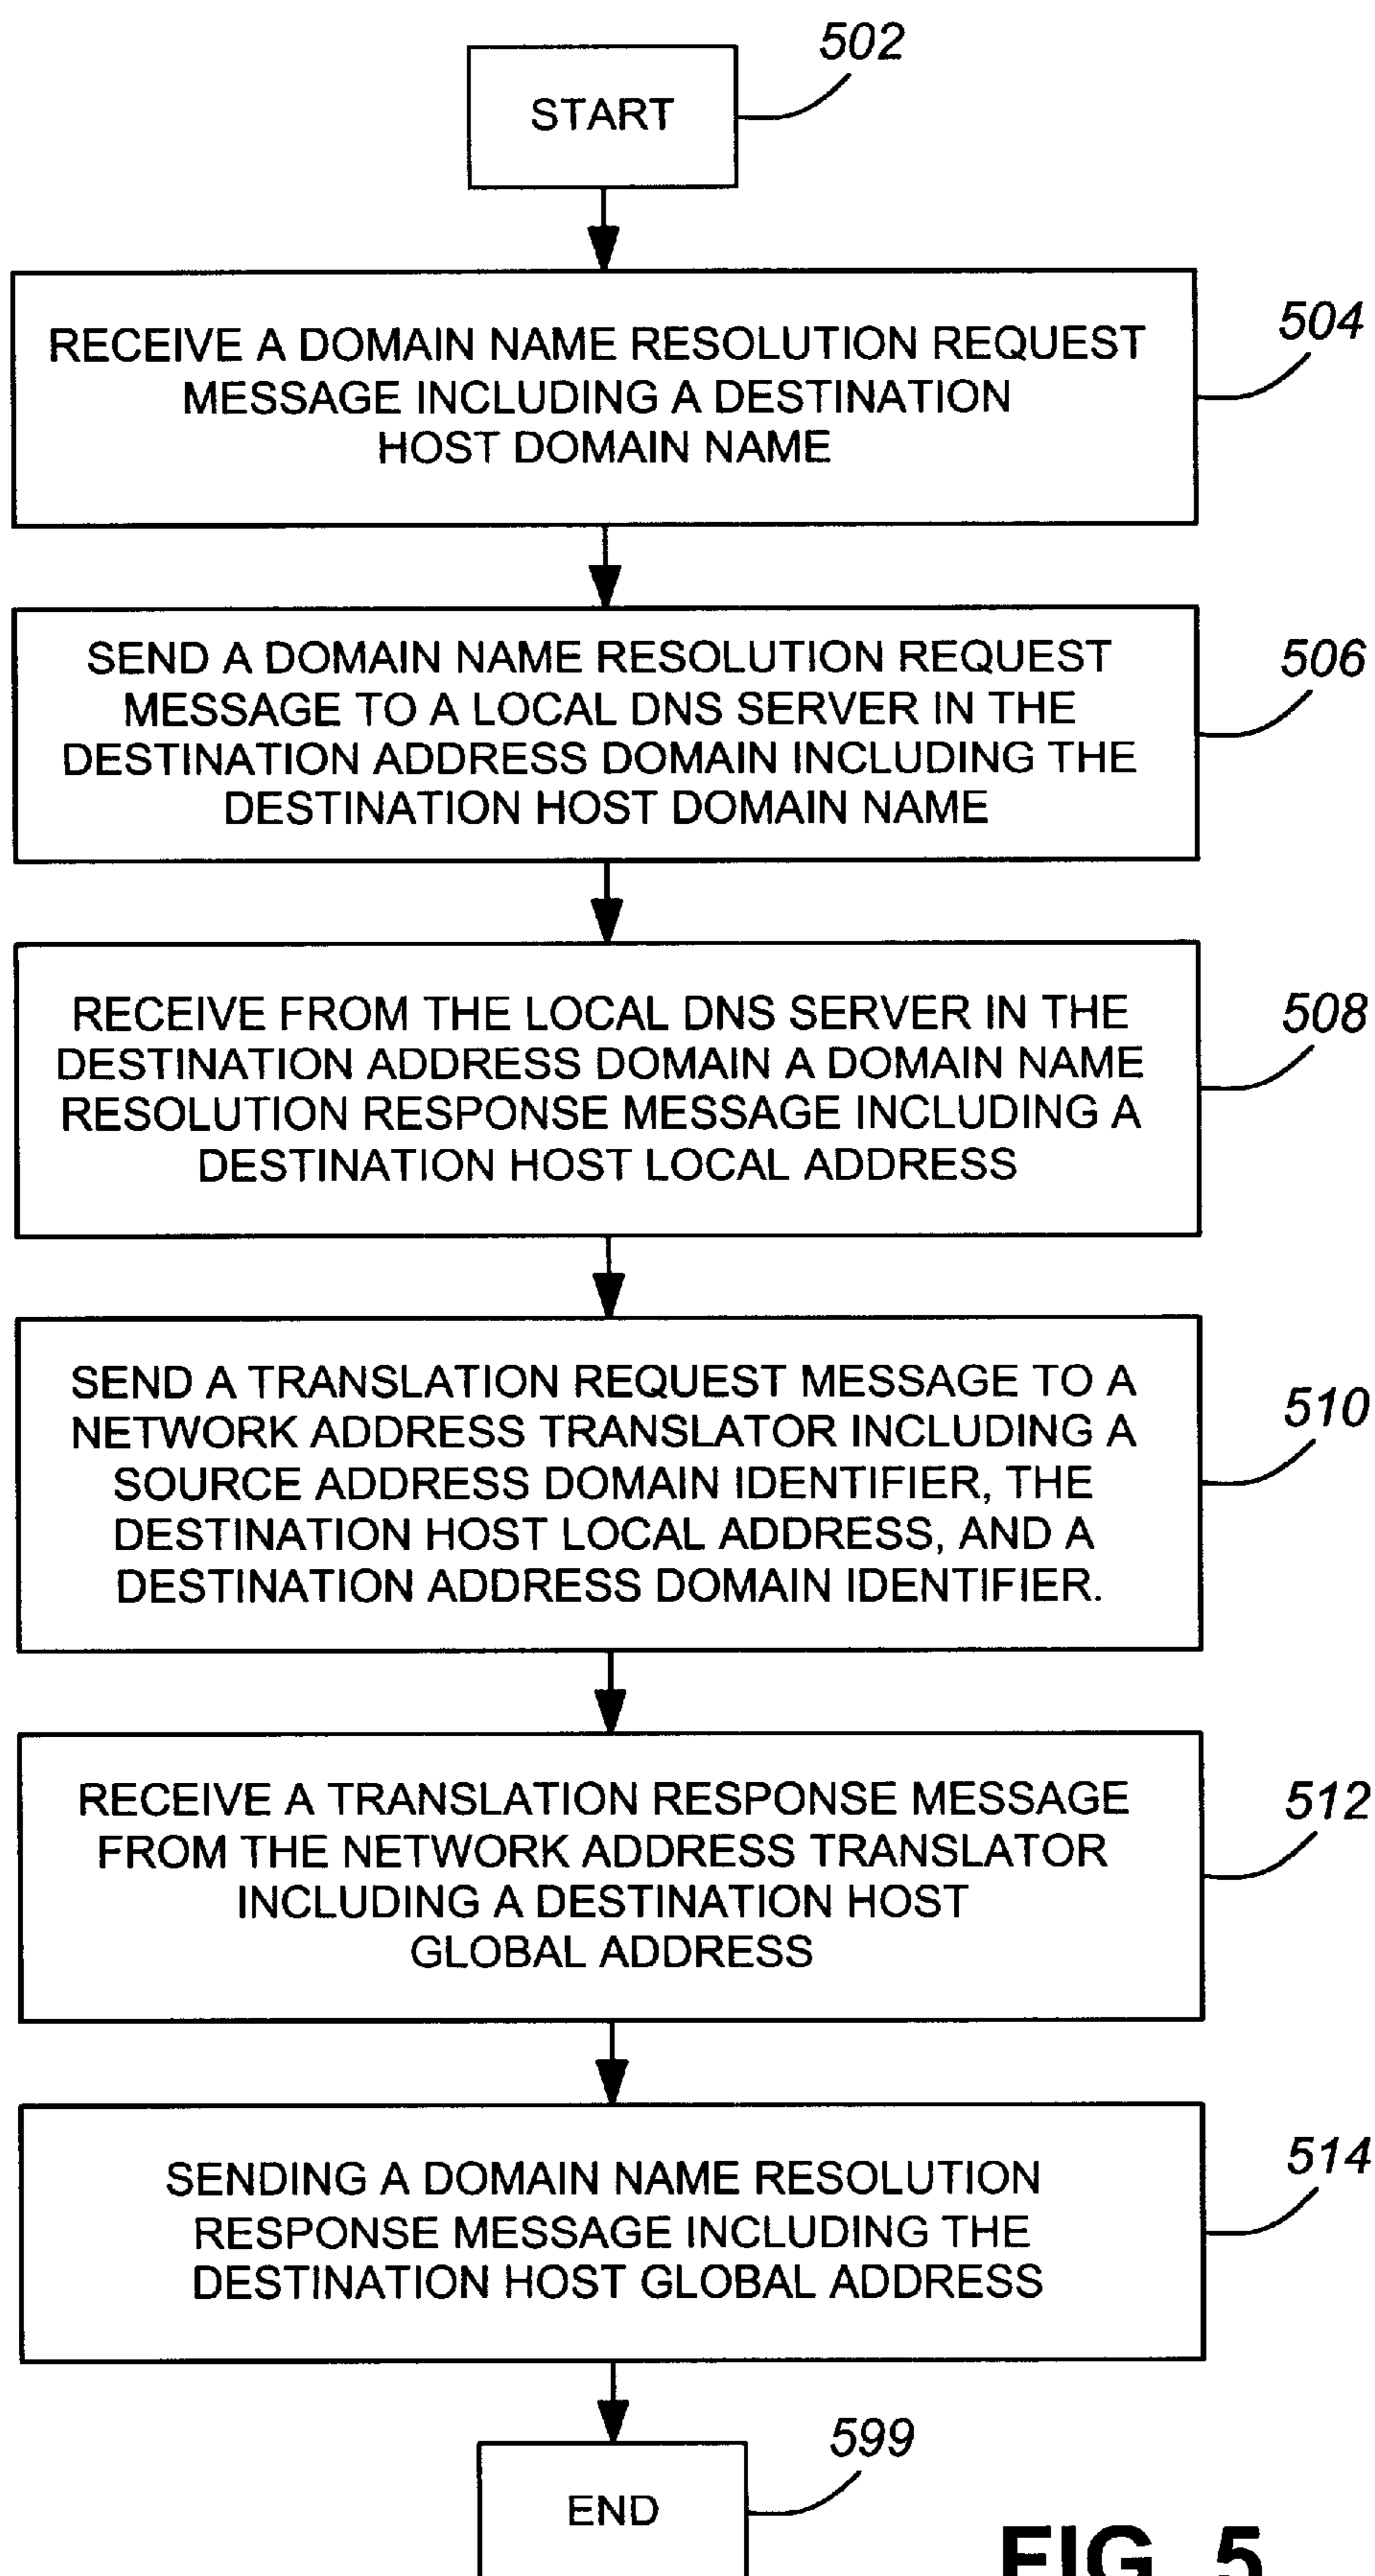 502
START
504
RECEIVE A DOMAIN NAME RESOLUTION REQUEST
MESSAGE INCLUDING A DESTINATION
HOST DOMAIN NAME
506
SEND A DOMAIN NAME RESOLUTION REQUEST
MESSAGE TO A LOCAL DNS SERVER IN THE
DESTINATION ADDRESS DOMAIN INCLUDING THE
DESTINATION HOST DOMAIN NAME
508
RECEIVE FROM THE LOCAL DNS SERVER IN THE
DESTINATION ADDRESS DOMAIN A DOMAIN NAME
RESOLUTION RESPONSE MESSAGE INCLUDING A
DESTINATION HOST LOCAL ADDRESS
510
SEND A TRANSLATION REQUEST MESSAGE TO A
NETWORK ADDRESS TRANSLATOR INCLUDING A
SOURCE ADDRESS DOMAIN IDENTIFIER, THE
DESTINATION HOST LOCAL ADDRESS, AND A
DESTINATION ADDRESS DOMAIN IDENTIFIER.
512
RECEIVE A TRANSLATION RESPONSE MESSAGE
FROM THE NETWORK ADDRESS TRANSLATOR
INCLUDING A DESTINATION HOST
GLOBAL ADDRESS
514
SENDING A DOMAIN NAME RESOLUTION
RESPONSE MESSAGE INCLUDING THE
DESTINATION HOST GLOBAL ADDRESS
599
END
FIG. 5